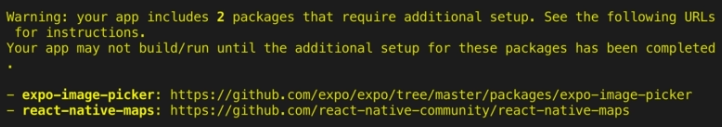 Warning: your app includes 2 packages that require additional setup. See the following URLs
for instructions.
Your app may not build/run until the additional setup for these packages has been completed
.
- expo-image-picker: https://github.com/expo/expo/tree/master/packages/expo-image-picker
- react-native-maps: https://github.com/react-native-community/react-native-maps